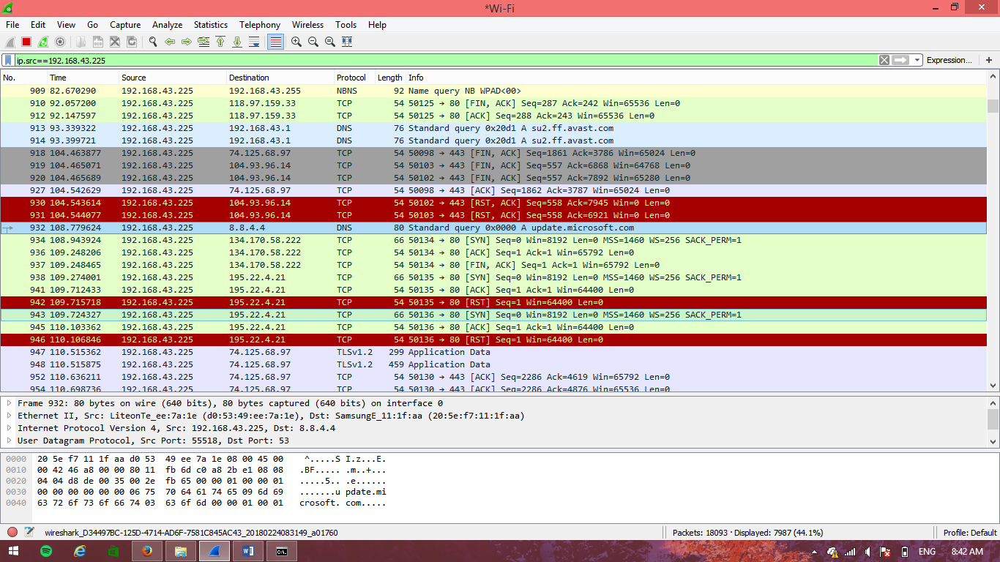 *Wi-Fi
File Edit View Go Capture Analyze Statistics Telephony Wireless Tools Help
ip.src==192.168.43.225 Expression... +
No. Time Source Destination Protocol Length Info
909 82.670290 192.168.43.225 192.168.43.255 NBNS 92 Name query NB WPAD<00>
910 92.057200 192.168.43.225 118.97.159.33 TCP 54 50125 → 80 [FIN, ACK] Seq=287 Ack=242 Win=65536 Len=0
912 92.147597 192.168.43.225 118.97.159.33 TCP 54 50125 → 80 [ACK] Seq=288 Ack=243 Win=65536 Len=0
913 93.339322 192.168.43.225 192.168.43.1 DNS 76 Standard query 0x20d1 A su2.ff.avast.com
914 93.399721 192.168.43.225 192.168.43.1 DNS 76 Standard query 0x20d1 A su2.ff.avast.com
918 104.463877 192.168.43.225 74.125.68.97 TCP 54 50098 → 443 [FIN, ACK] Seq=1861 Ack=3786 Win=65024 Len=0
919 104.465071 192.168.43.225 104.93.96.14 TCP 54 50103 → 443 [FIN, ACK] Seq=557 Ack=6868 Win=64768 Len=0
920 104.465689 192.168.43.225 104.93.96.14 TCP 54 50102 → 443 [FIN, ACK] Seq=557 Ack=7892 Win=65280 Len=0
927 104.542629 192.168.43.225 74.125.68.97 TCP 54 50098 → 443 [ACK] Seq=1862 Ack=3787 Win=65024 Len=0
930 104.543614 192.168.43.225 104.93.96.14 TCP 54 50102 → 443 [RST, ACK] Seq=558 Ack=7945 Win=0 Len=0
931 104.544077 192.168.43.225 104.93.96.14 TCP 54 50103 → 443 [RST, ACK] Seq=558 Ack=6921 Win=0 Len=0
932 108.779624 192.168.43.225 8.8.4.4 DNS 80 Standard query 0x0000 A update.microsoft.com
934 108.943924 192.168.43.225 134.170.58.222 TCP 66 50134 → 80 [SYN] Seq=0 Win=8192 Len=0 MSS=1460 WS=256 SACK_PERM=1
936 109.248206 192.168.43.225 134.170.58.222 TCP 54 50134 → 80 [ACK] Seq=1 Ack=1 Win=65792 Len=0
937 109.248465 192.168.43.225 134.170.58.222 TCP 54 50134 → 80 [FIN, ACK] Seq=1 Ack=1 Win=65792 Len=0
938 109.274001 192.168.43.225 195.22.4.21 TCP 66 50135 → 80 [SYN] Seq=0 Win=8192 Len=0 MSS=1460 WS=256 SACK_PERM=1
941 109.712433 192.168.43.225 195.22.4.21 TCP 54 50135 → 80 [ACK] Seq=1 Ack=1 Win=64400 Len=0
942 109.715718 192.168.43.225 195.22.4.21 TCP 54 50135 → 80 [RST] Seq=1 Win=64400 Len=0
943 109.724327 192.168.43.225 195.22.4.21 TCP 66 50136 → 80 [SYN] Seq=0 Win=8192 Len=0 MSS=1460 WS=256 SACK_PERM=1
945 110.103362 192.168.43.225 195.22.4.21 TCP 54 50136 → 80 [ACK] Seq=1 Ack=1 Win=64400 Len=0
946 110.106846 192.168.43.225 195.22.4.21 TCP 54 50136 → 80 [RST] Seq=1 Win=64400 Len=0
947 110.515362 192.168.43.225 74.125.68.97 TLSv1.2 299 Application Data
948 110.515875 192.168.43.225 74.125.68.97 TLSv1.2 459 Application Data
952 110.636211 192.168.43.225 74.125.68.97 TCP 54 50130 → 443 [ACK] Seq=2286 Ack=4619 Win=65792 Len=0
954 110.698736 192.168.43.225 74.125.68.97 TCP 54 50130 → 443 [ACK] Seq=2286 Ack=4876 Win=65536 Len=0
Frame 932: 80 bytes on wire (640 bits), 80 bytes captured (640 bits) on interface 0
Ethernet II, Src: LiteonTe_ee:7a:1e (d0:53:49:ee:7a:1e), Dst: SamsungE_11:1f:aa (20:5e:f7:11:1f:aa)
Internet Protocol Version 4, Src: 192.168.43.225, Dst: 8.8.4.4
User Datagram Protocol, Src Port: 55518, Dst Port: 53
0000 20 5e f7 11 1f aa d0 53 49 ee 7a 1e 08 00 45 00 ^.....S I.z...E.
0010 00 42 46 a8 00 00 80 11 fb 6d c0 a8 2b e1 08 08 .BF..... .m..+...
0020 04 04 d8 de 00 35 00 2e fb 65 00 00 01 00 00 01 .....5.. .e......
0030 00 00 00 00 00 00 06 75 70 64 61 74 65 09 6d 69 .......u pdate.mi
0040 63 72 6f 73 6f 66 74 03 63 6f 6d 00 00 01 00 01 crosoft. com.....
wireshark_D34497BC-125D-4714-AD6F-7581C845AC43_20180224083149_a01760 Packets: 18093 · Displayed: 7987 (44.1%) Profile: Default
ENG 8:42 AM